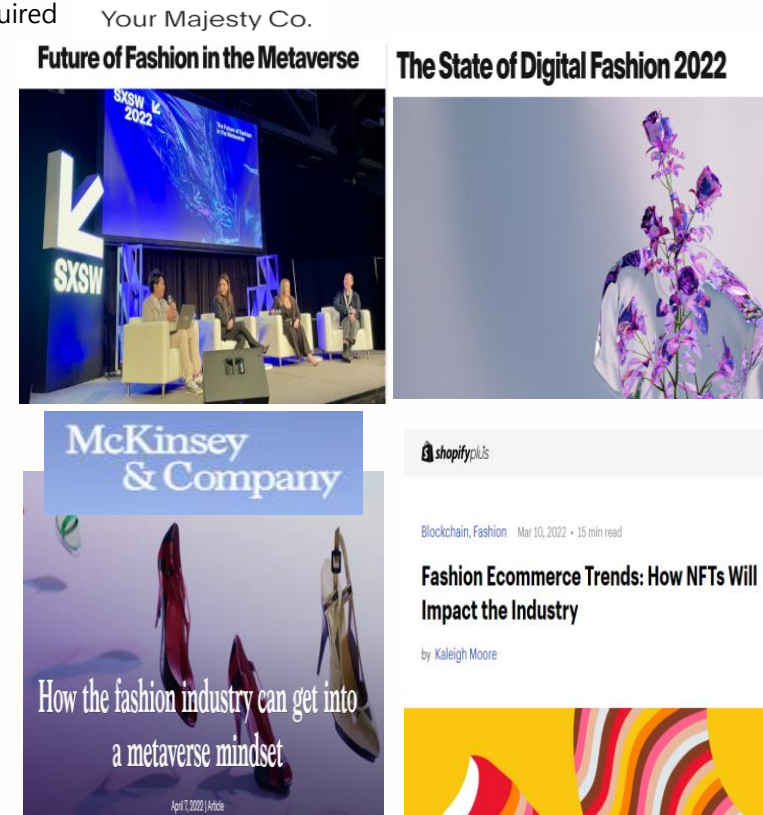 uired
Your Majesty Co.
Future of Fashion in the Metaverse
The State of Digital Fashion 2022
SXSW
2022
The Future of Fashion
in the Metaverse
SXSW
McKinsey
& Company
How the fashion industry can get into
a metaverse mindset
April 7, 2022 | Article
shopifyplus
Blockchain, Fashion Mar 10, 2022 • 15 min read
Fashion Ecommerce Trends: How NFTs Will
Impact the Industry
by Kaleigh Moore